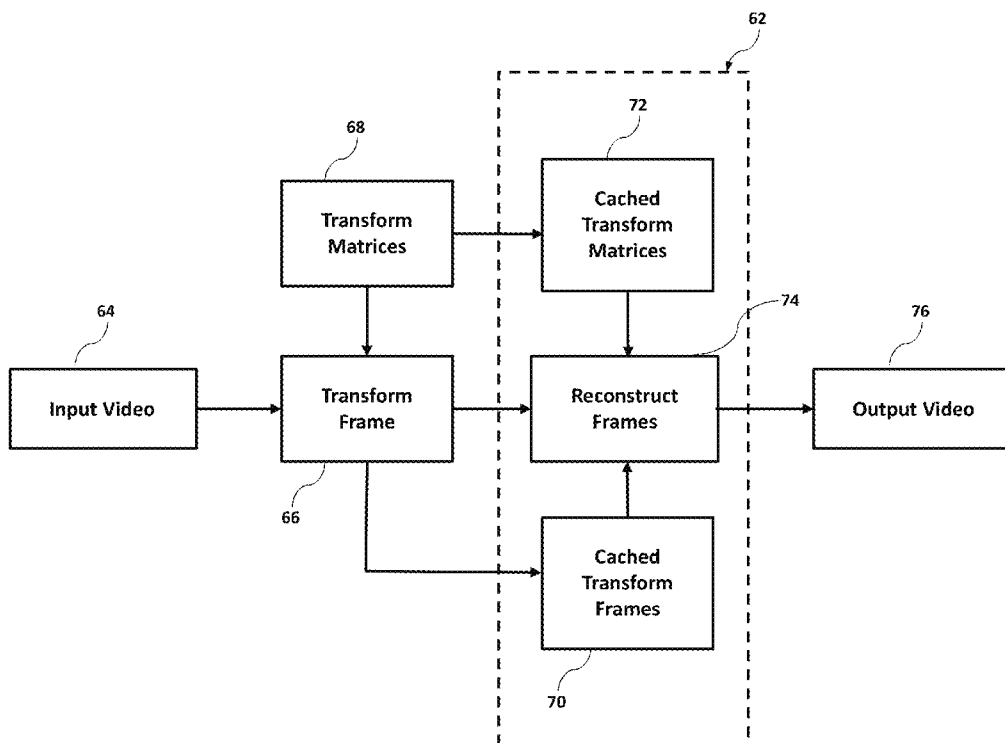 62
72
68
Cached
Transform
Matrices
Transform
Matrices
64
74
76
Input Video
Transform
Frame
Reconstruct
Frames
Output Video
66
Cached
Transform
Frames
70